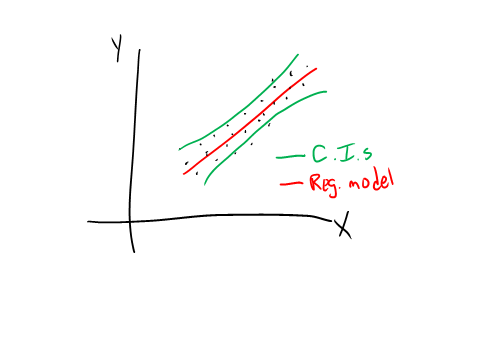 Y
C.I.s
Reg. model
X